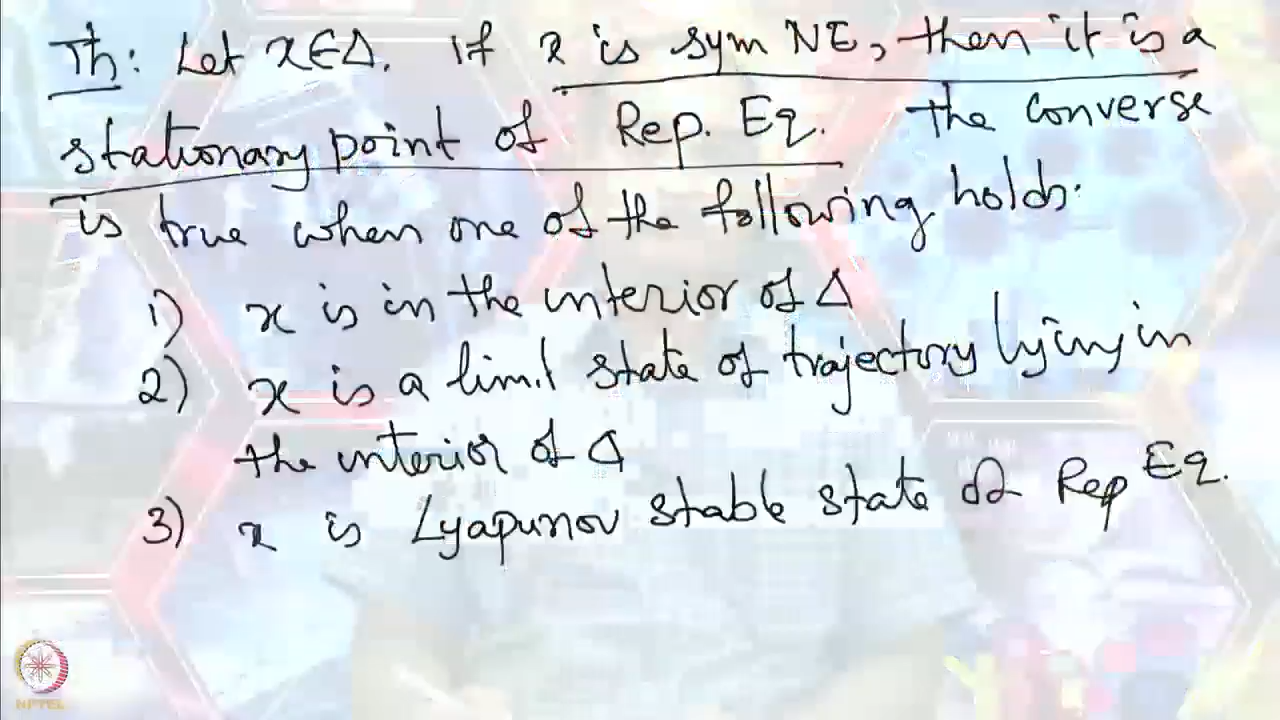 Th: Let x∈Δ. If x is sym NE, then it is a
stationary point of Rep. Eq. The converse
is true when one of the following holds:
1) x is in the interior of Δ
2) x is a limit state of trajectory lying in
the interior of Δ
3) x is Lyapunov stable state of Rep Eq.
NPTEL